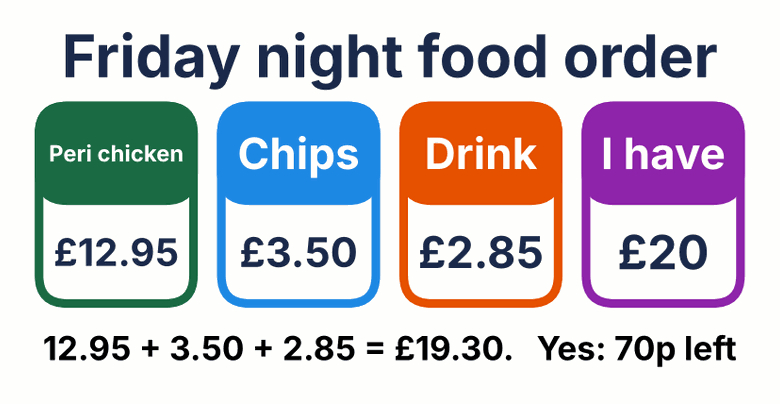 Friday night food order
Peri chicken Chips Drink I have
£12.95 £3.50 £2.85 £20
12.95 + 3.50 + 2.85 = £19.30. Yes: 70p left